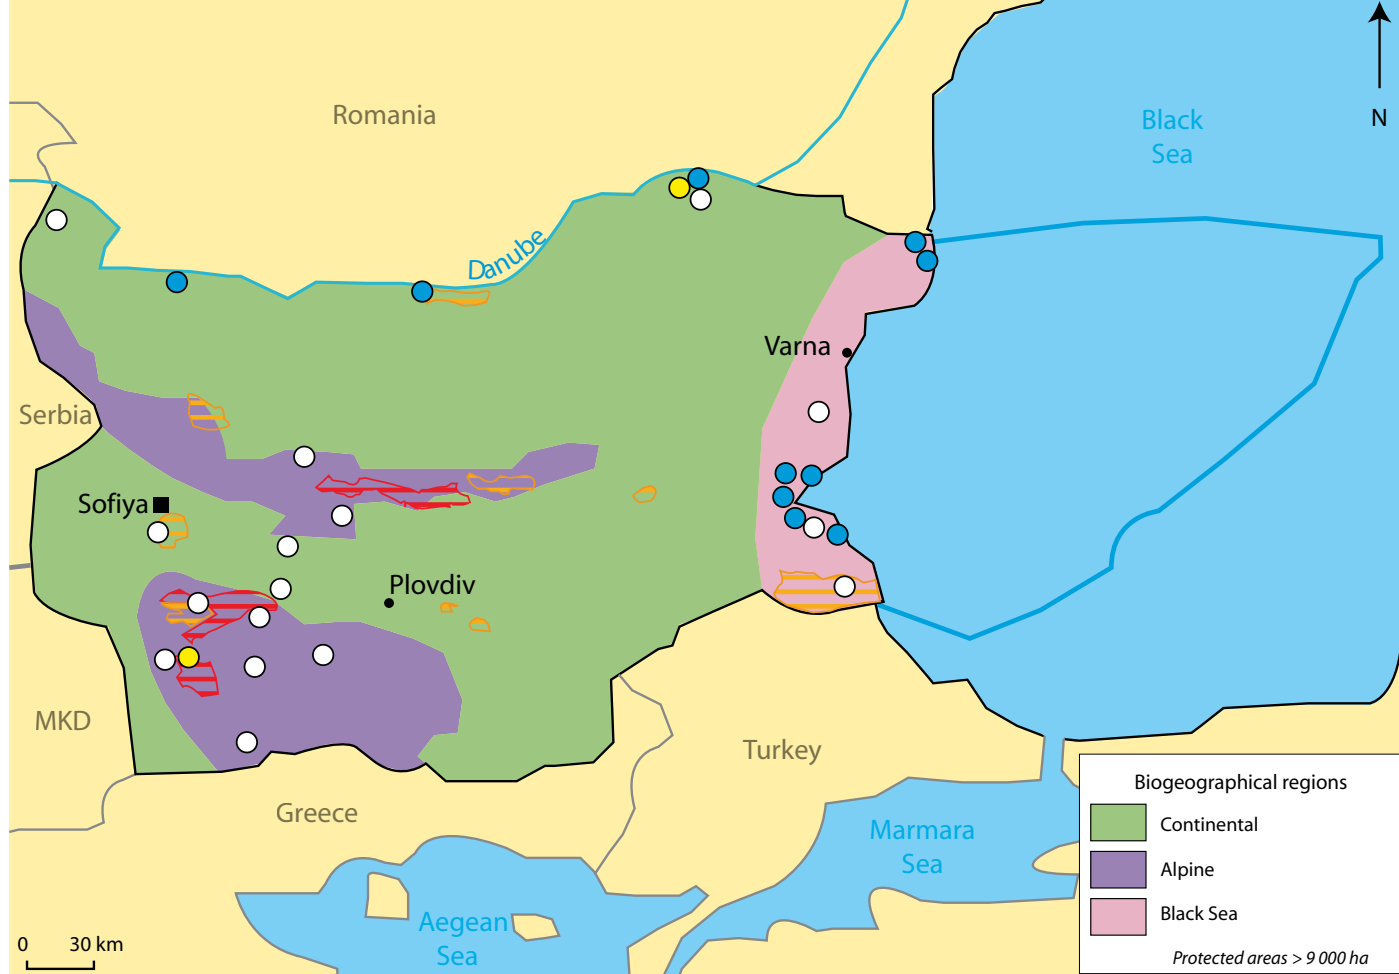 Romania
Black
Sea
N
Danube
Varna
Serbia
Sofiya
Plovdiv
MKD
Turkey
Greece
Marmara
Sea
Aegean
Sea
0 30 km
Biogeographical regions
Continental
Alpine
Black Sea
Protected areas > 9 000 ha